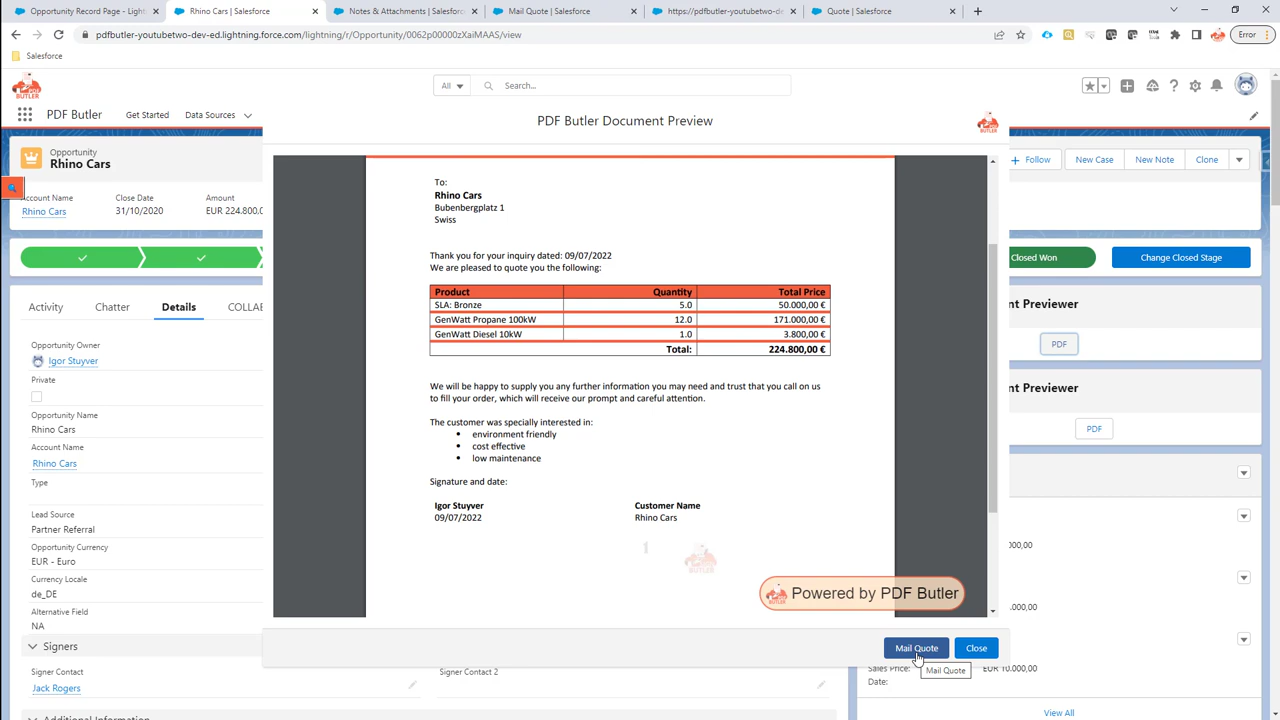 Opportunity Record Page - Light
Rhino Cars | Salesforce
Notes & Attachments | Salesforc
Mail Quote | Salesforce
https://pdfbutler-youtubetwo-de
Quote | Salesforce
pdfbutler-youtubetwo-dev-ed.lightning.force.com/lightning/r/Opportunity/0062p00000zXaiMAAS/view
Error
Salesforce
All
Search...
PDF Butler
Get Started
Data Sources
PDF Butler Document Preview
BUTLER
Opportunity
Rhino Cars
Follow
New Case
New Note
Clone
Account Name
Close Date
Amount
Rhino Cars
31/10/2020
EUR 224.800,0
Closed Won
Change Closed Stage
Activity
Chatter
Details
COLLAB
Opportunity Owner
Igor Stuyver
Private
Opportunity Name
Rhino Cars
Account Name
Rhino Cars
Type
Lead Source
Partner Referral
Opportunity Currency
EUR - Euro
Currency Locale
de_DE
Alternative Field
NA
Signers
Signer Contact
Signer Contact 2
Jack Rogers
Additional Information
To:
Rhino Cars
Bubenbergplatz 1
Swiss
Thank you for your inquiry dated: 09/07/2022
We are pleased to quote you the following:
Product Quantity Total Price
SLA: Bronze 5.0 50.000,00 €
GenWatt Propane 100kW 12.0 171.000,00 €
GenWatt Diesel 10kW 1.0 3.800,00 €
Total: 224.800,00 €
We will be happy to supply you any further information you may need and trust that you call on us
to fill your order, which will receive our prompt and careful attention.
The customer was specially interested in:
environment friendly
cost effective
low maintenance
Signature and date:
Igor Stuyver
Customer Name
09/07/2022
Rhino Cars
1
BUTLER
Powered by PDF Butler
Mail Quote
Close
Mail Quote
nt Previewer
PDF
nt Previewer
PDF
000,00
.000,00
Sales Price:
EUR 10.000,00
Date:
View All